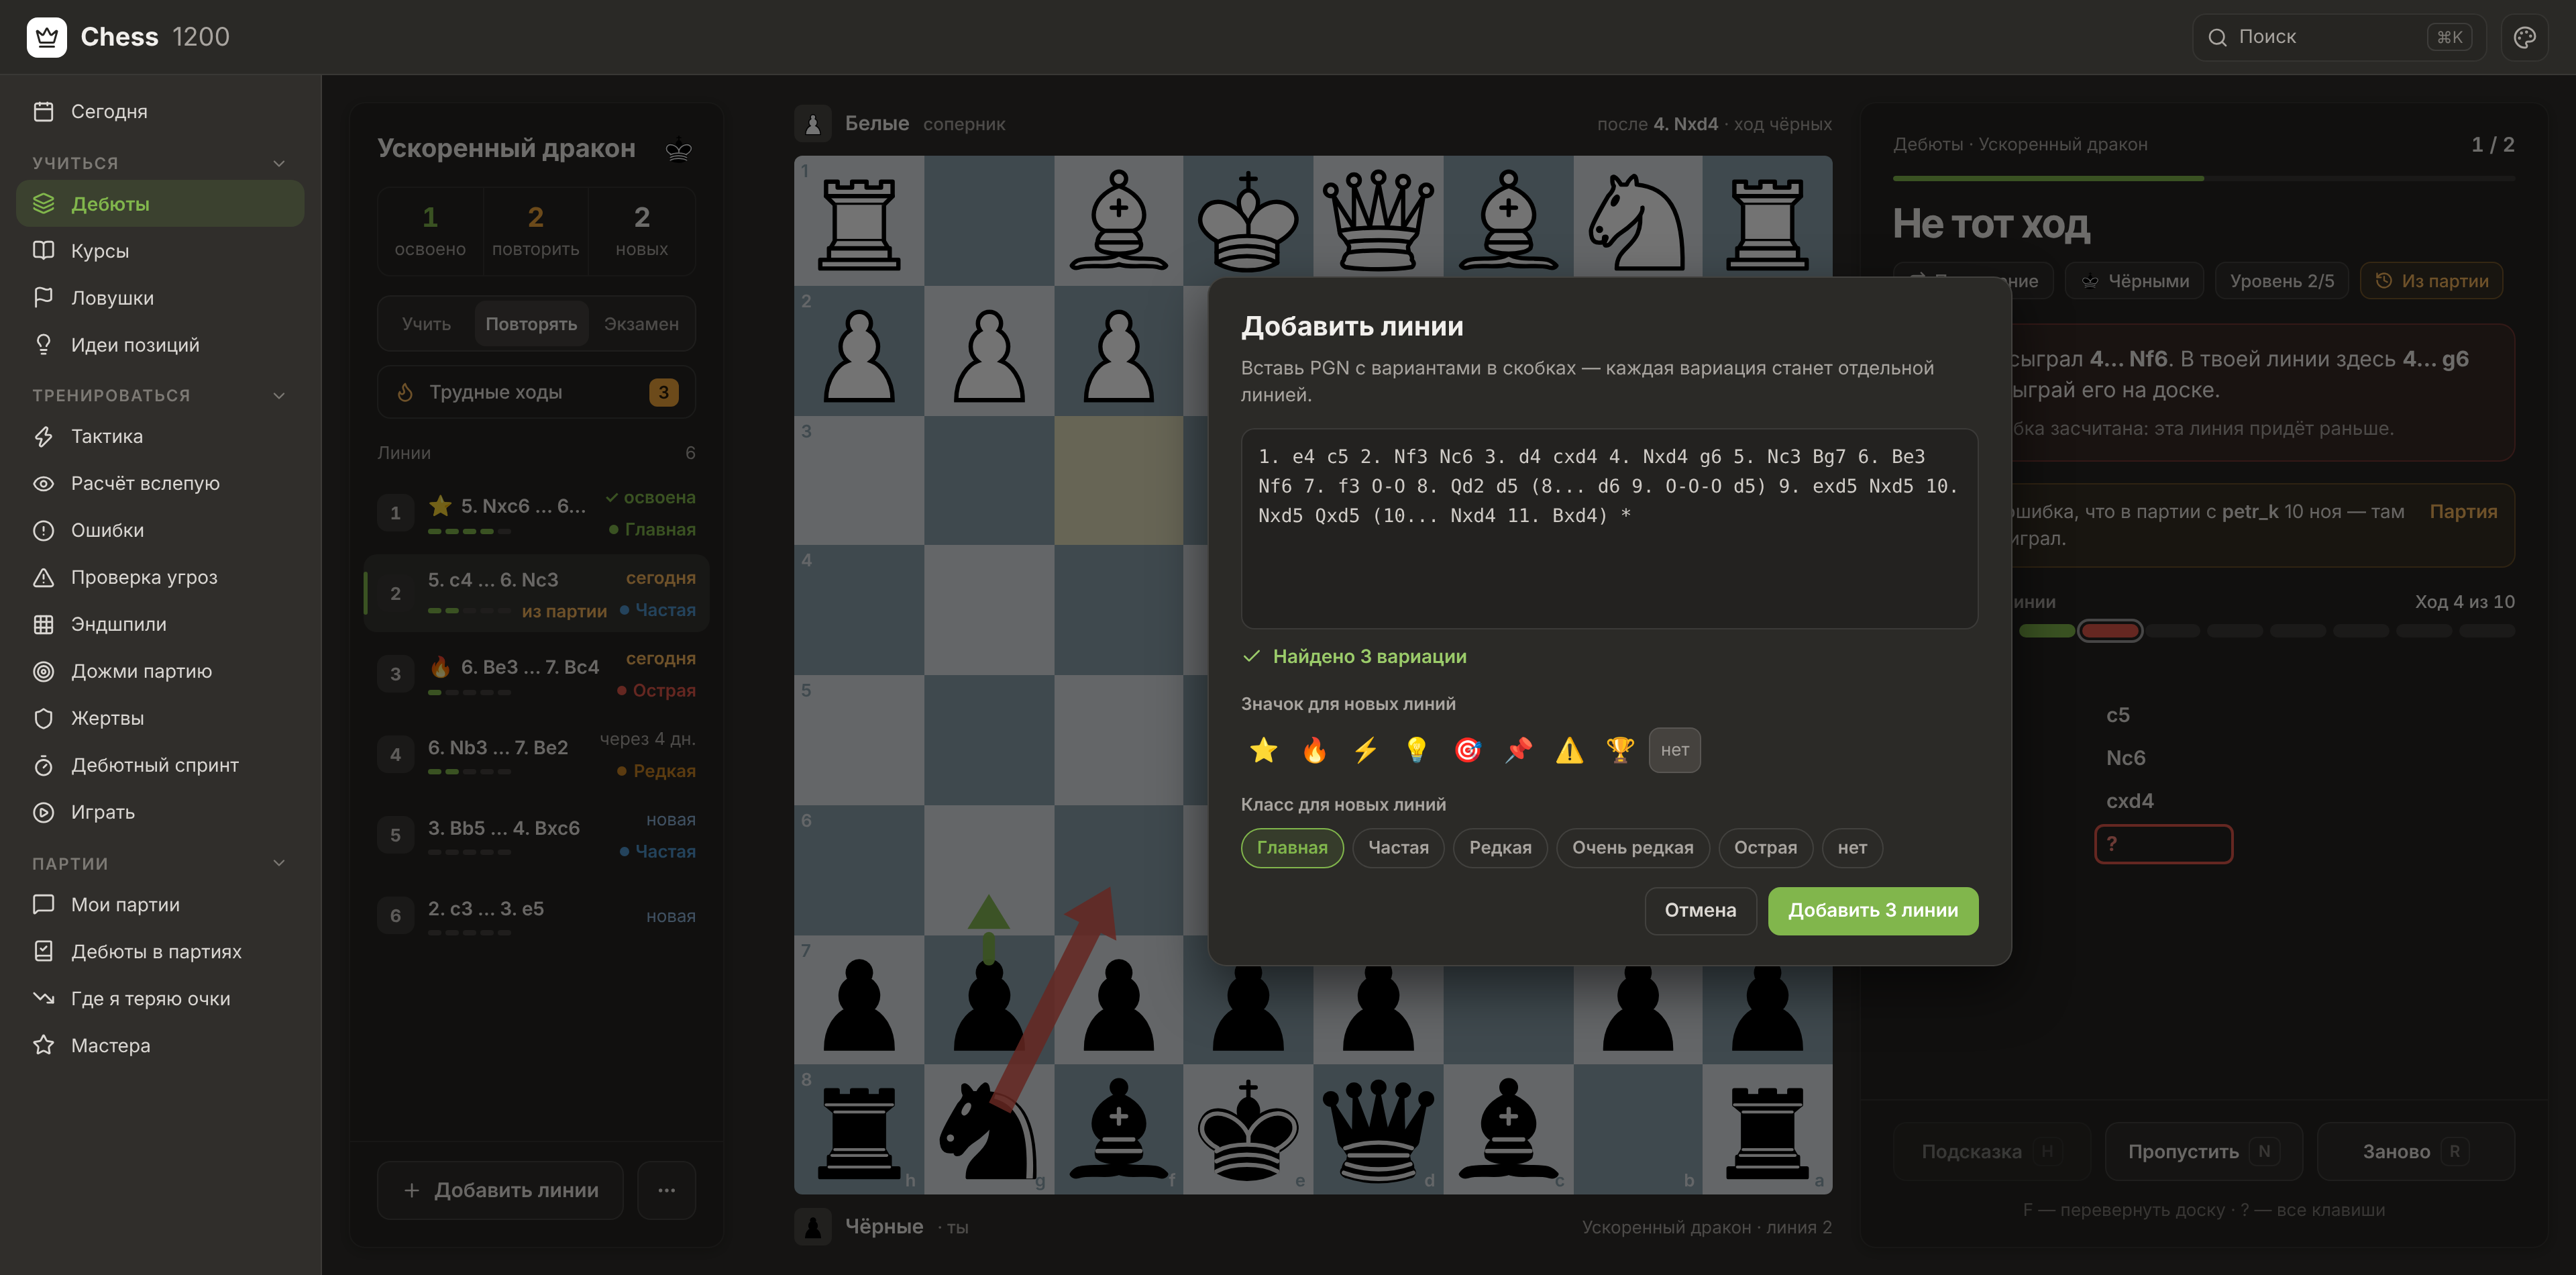 Chess 1200
Поиск ⌘K
Сегодня
УЧИТЬСЯ
Дебюты
Курсы
Ловушки
Идеи позиций
ТРЕНИРОВАТЬСЯ
Тактика
Расчёт вслепую
Ошибки
Проверка угроз
Эндшпили
Дожми партию
Жертвы
Дебютный спринт
Играть
ПАРТИИ
Мои партии
Дебюты в партиях
Где я теряю очки
Мастера
Ускоренный дракон
1 2 2
освоено повторить новых
Учить Повторять Экзамен
Трудные ходы 3
Линии 6
1 5. Nxc6 ... 6... освоена
Главная
2 5. c4 ... 6. Nc3 сегодня
из партии Частая
3 6. Be3 ... 7. Bc4 сегодня
Острая
4 6. Nb3 ... 7. Be2 через 4 дн.
Редкая
5 3. Bb5 ... 4. Bxc6 новая
Частая
6 2. c3 ... 3. e5 новая
+ Добавить линии ...
Белые соперник после 4. Nxd4 · ход чёрных
1
2
3
4
5
6
7
8
h g f e d c b a
Чёрные · ты Ускоренный дракон · линия 2
Добавить линии
Вставь PGN с вариантами в скобках — каждая вариация станет отдельной
линией.
1. e4 c5 2. Nf3 Nc6 3. d4 cxd4 4. Nxd4 g6 5. Nc3 Bg7 6. Be3
Nf6 7. f3 O-O 8. Qd2 d5 (8... d6 9. O-O-O d5) 9. exd5 Nxd5 10.
Nxd5 Qxd5 (10... Nxd4 11. Bxd4) *
Найдено 3 вариации
Значок для новых линий
нет
Класс для новых линий
Главная Частая Редкая Очень редкая Острая нет
Отмена Добавить 3 линии
Дебюты · Ускоренный дракон 1 / 2
Не тот ход
Чёрными Уровень 2/5 Из партии
4... Nf6. В твоей линии здесь 4... g6
его на доске.
засчитана: эта линия придёт раньше.
что в партии с petr_k 10 ноя — там Партия
Ход 4 из 10
c5
Nc6
cxd4
?
Подсказка H Пропустить N Заново R
F — перевернуть доску · ? — все клавиши